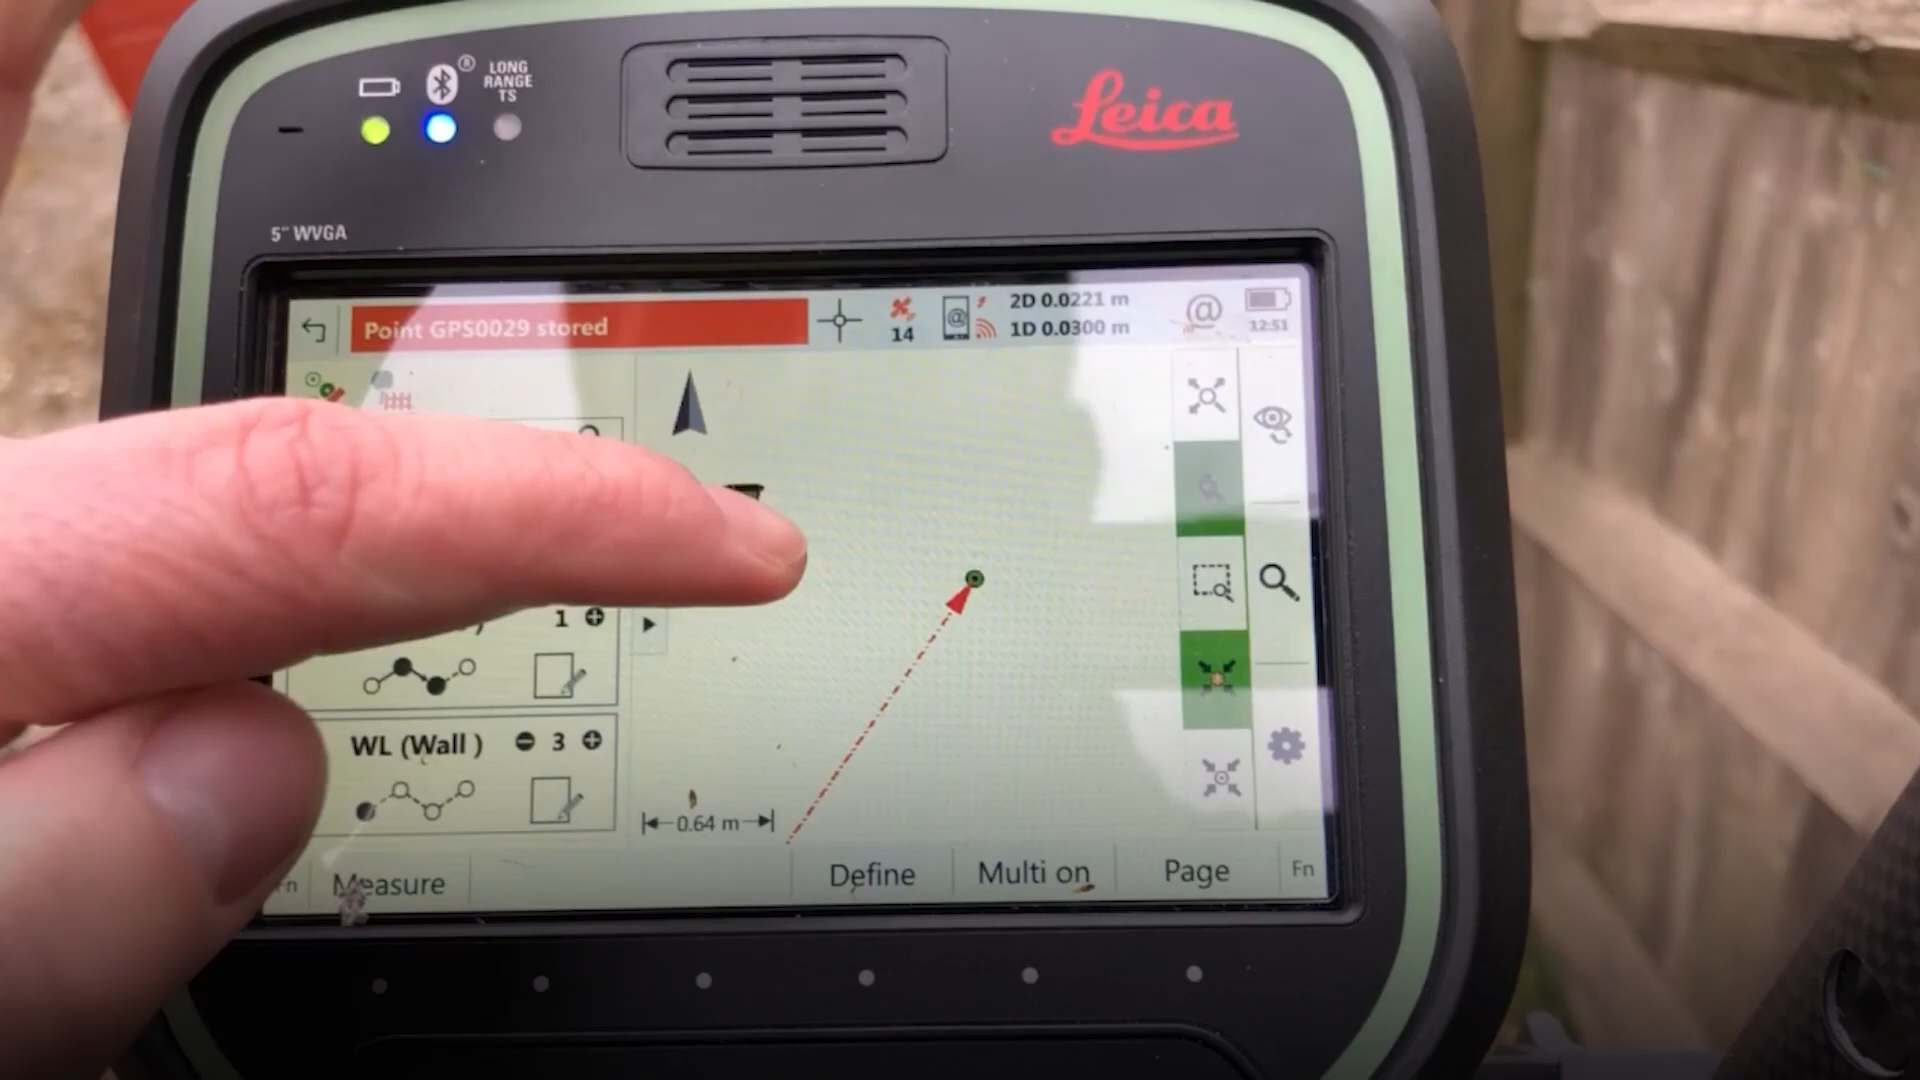 ®
LONG
RANGE
TS
Leica
5" WVGA
Point GPS0029 stored
14
@
2D 0.0221 m
1D 0.0300 m
@
12:51
1
WL (Wall )
3
0.64 m
Fn
Measure
Define
Multi on
Page
Fn